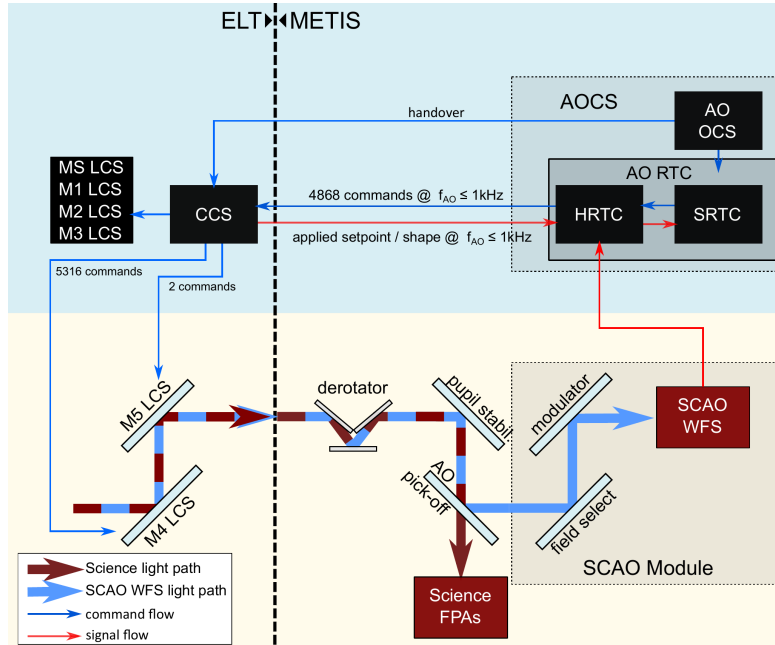 ELT METIS
AOCS
AO
OCS
handover
AO RTC
MS LCS
M1 LCS
M2 LCS
M3 LCS
CCS
4868 commands @ fAO ≤ 1kHz
HRTC
SRTC
applied setpoint / shape @ fAO ≤ 1kHz
5316 commands
2 commands
M5 LCS
derotator
pupil stabil.
modulator
SCAO
WFS
M4 LCS
AO
pick-off
field select
SCAO Module
Science
FPAs
Science light path
SCAO WFS light path
command flow
signal flow